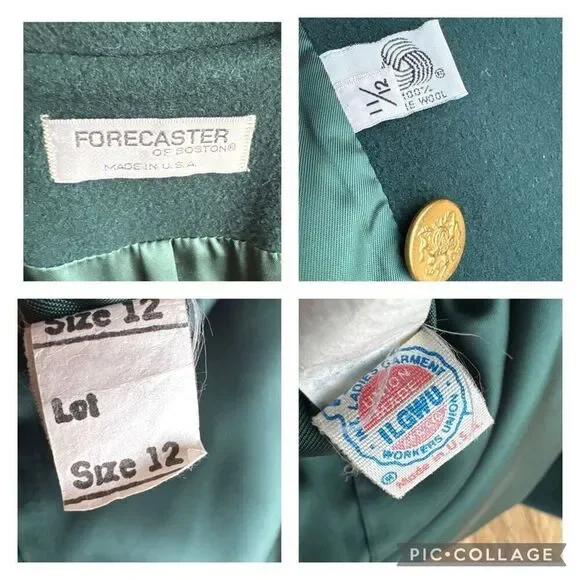 FORECASTER
OF BOSTON®
MADE IN U.S.A.
11/12
100%
WOOL
Size 12
Lot
Size 12
LADIES GARMENT
UNION
ILGWU
WORKERS UNION
Made in U.S.A.
PIC•COLLAGE